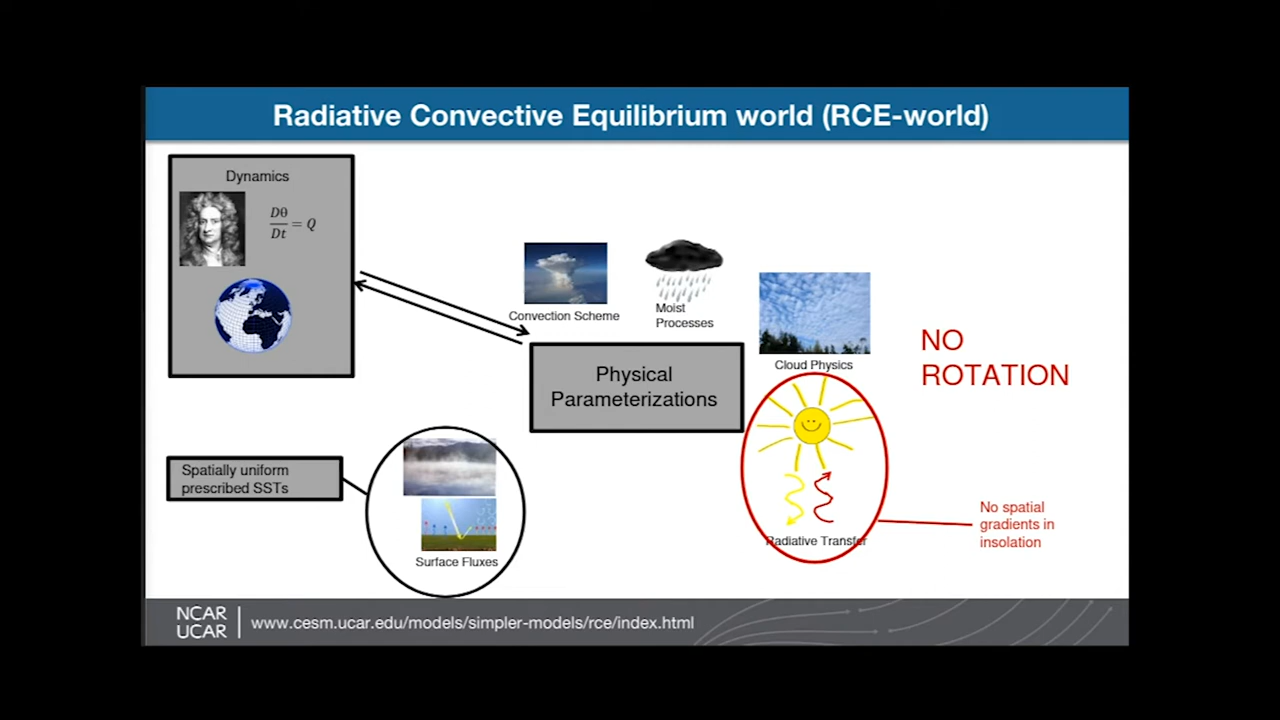 Radiative Convective Equilibrium world (RCE-world)
Dynamics
Dθ
Dt
= Q
Convection Scheme
Moist
Processes
Cloud Physics
NO
ROTATION
Physical
Parameterizations
Spatially uniform
prescribed SSTs
Surface Fluxes
Radiative Transfer
No spatial
gradients in
insolation
NCAR
UCAR
www.cesm.ucar.edu/models/simpler-models/rce/index.html